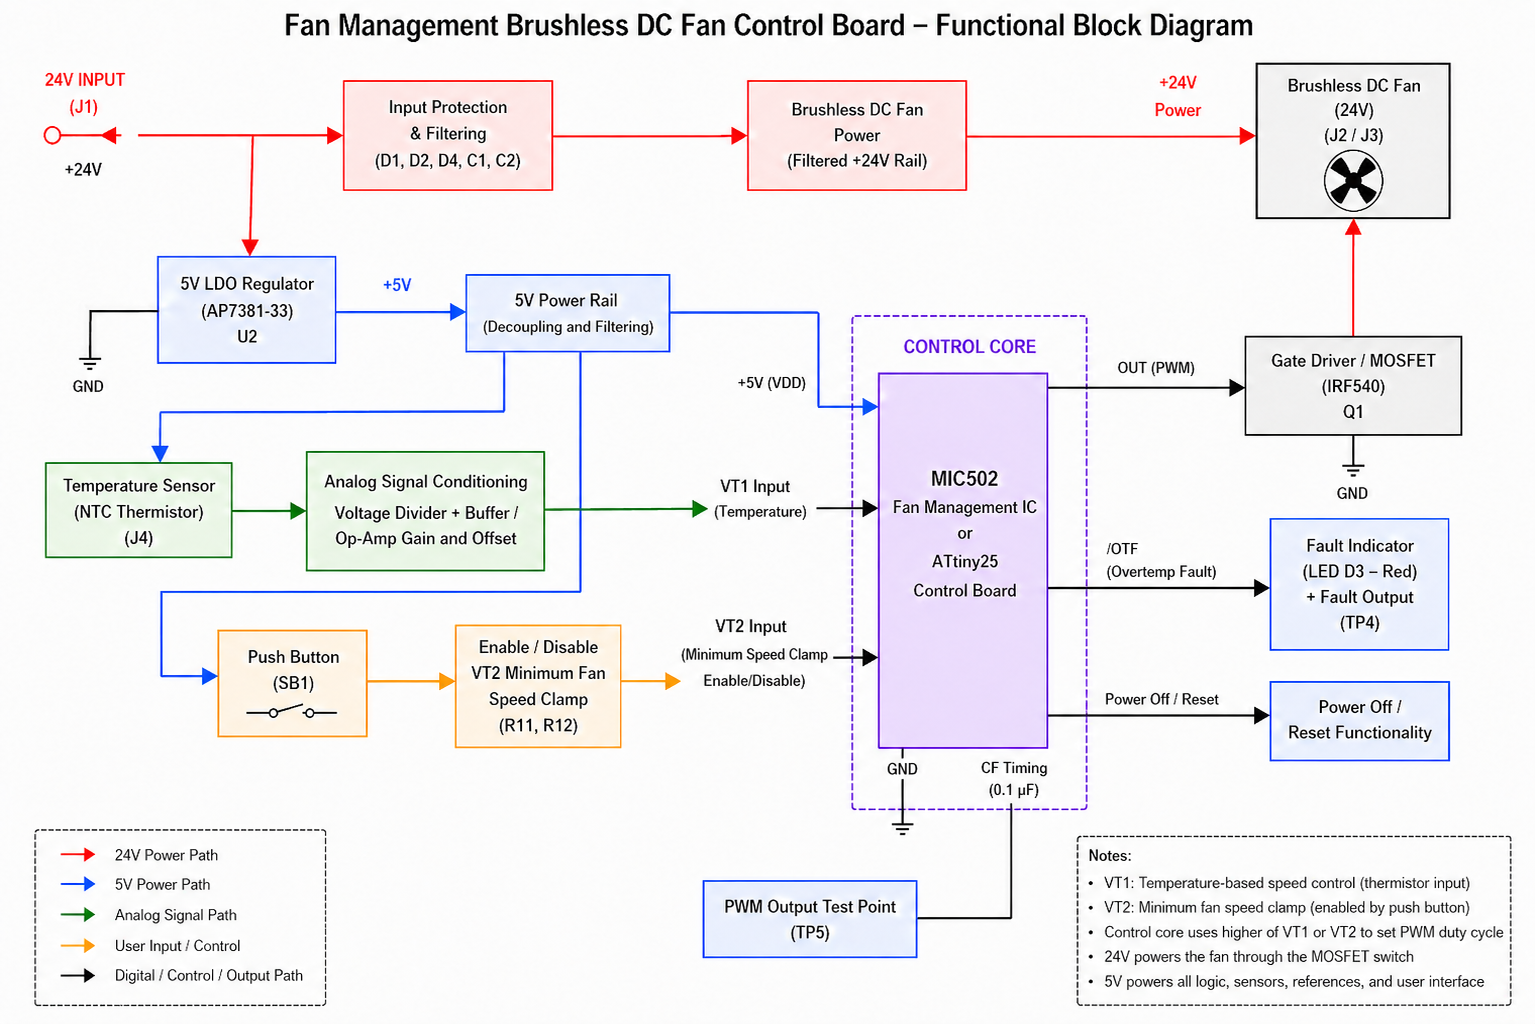 Fan Management Brushless DC Fan Control Board – Functional Block Diagram
24V INPUT
(J1)
+24V
Input Protection
& Filtering
(D1, D2, D4, C1, C2)
Brushless DC Fan
Power
(Filtered +24V Rail)
+24V
Power
Brushless DC Fan
(24V)
(J2 / J3)
5V LDO Regulator
(AP7381-33)
U2
GND
+5V
5V Power Rail
(Decoupling and Filtering)
+5V (VDD)
CONTROL CORE
MIC502
Fan Management IC
or
ATtiny25
Control Board
OUT (PWM)
Gate Driver / MOSFET
(IRF540)
Q1
GND
Temperature Sensor
(NTC Thermistor)
(J4)
Analog Signal Conditioning
Voltage Divider + Buffer /
Op-Amp Gain and Offset
VT1 Input
(Temperature)
/OTF
(Overtemp Fault)
Fault Indicator
(LED D3 – Red)
+ Fault Output
(TP4)
Push Button
(SB1)
Enable / Disable
VT2 Minimum Fan
Speed Clamp
(R11, R12)
VT2 Input
(Minimum Speed Clamp
Enable/Disable)
Power Off / Reset
Power Off /
Reset Functionality
GND
CF Timing
(0.1 µF)
PWM Output Test Point
(TP5)
24V Power Path
5V Power Path
Analog Signal Path
User Input / Control
Digital / Control / Output Path
Notes:
• VT1: Temperature-based speed control (thermistor input)
• VT2: Minimum fan speed clamp (enabled by push button)
• Control core uses higher of VT1 or VT2 to set PWM duty cycle
• 24V powers the fan through the MOSFET switch
• 5V powers all logic, sensors, references, and user interface